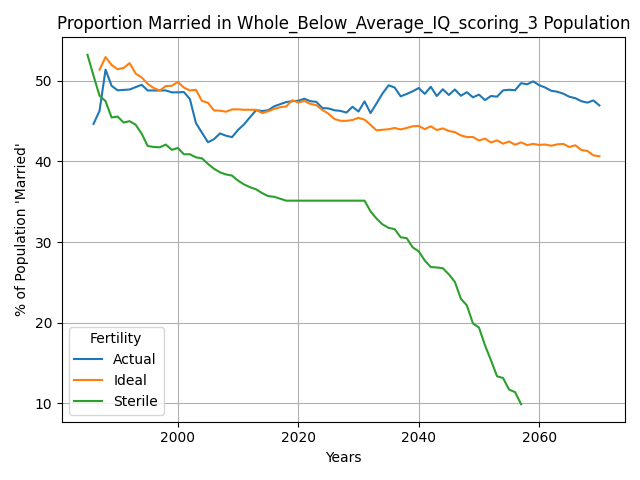 Proportion Married in Whole_Below_Average_IQ_scoring_3 Population
% of Population 'Married'
50
40
30
20
10
Fertility
Actual
Ideal
Sterile
2000 2020 2040 2060
Years